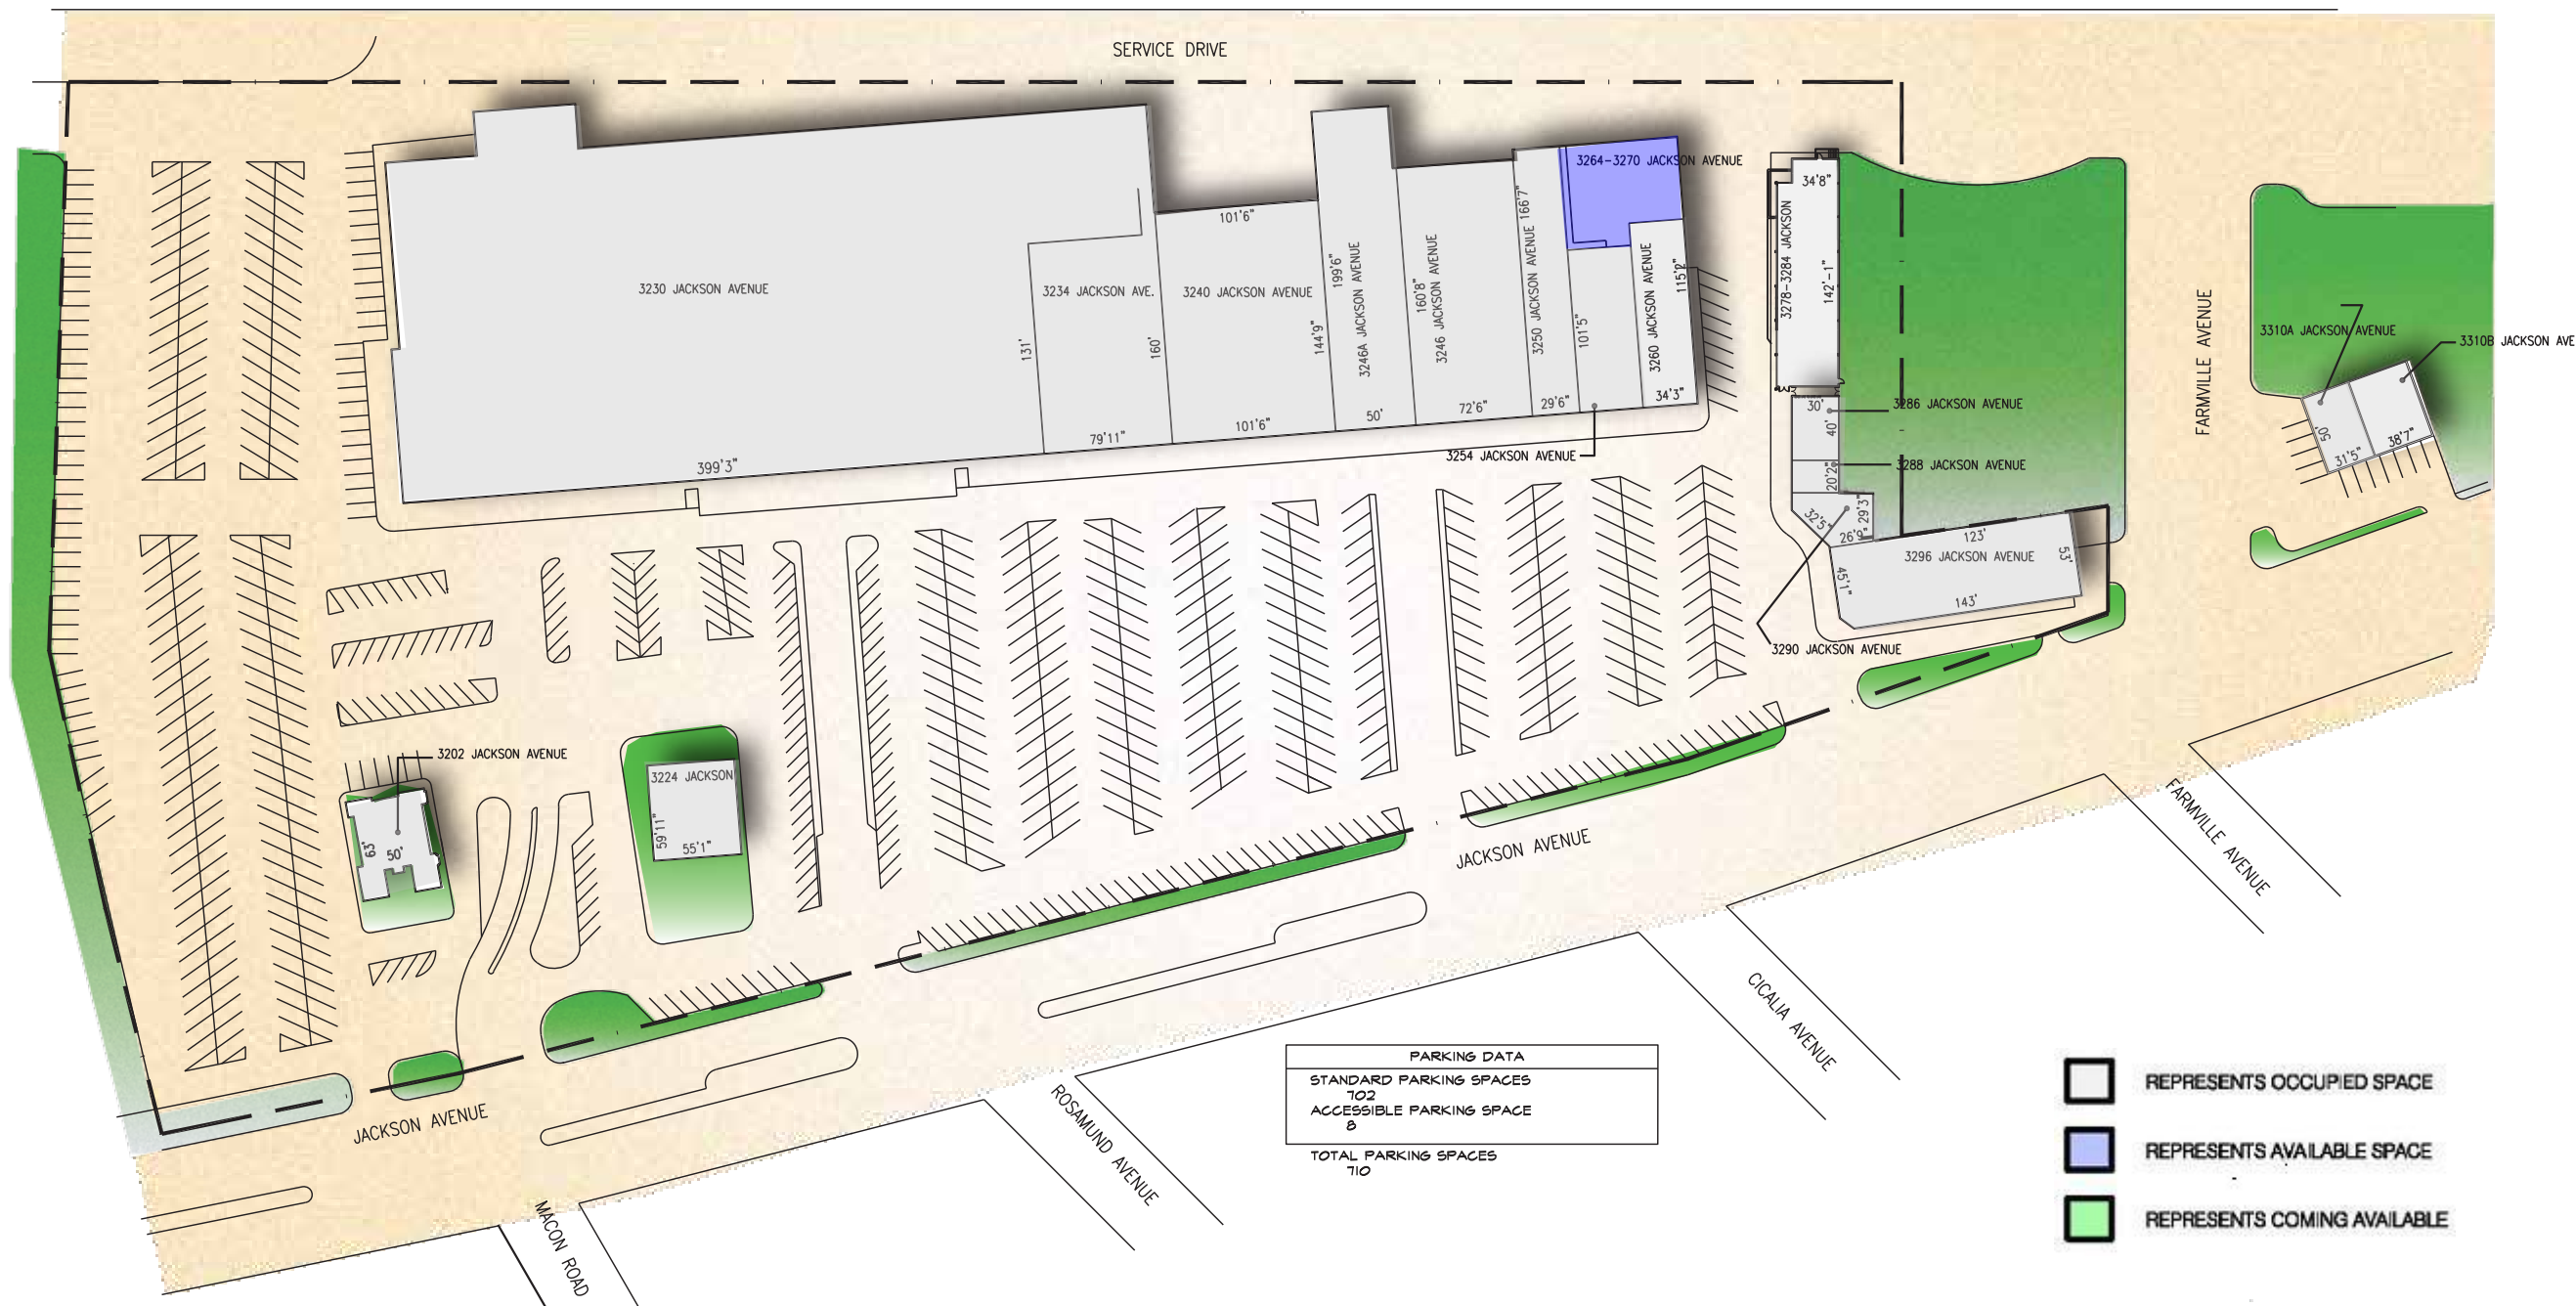 SERVICE DRIVE
3264-3270 JACKSON AVENUE
34'8"
3278-3284 JACKSON
142'-1"
101'6"
3230 JACKSON AVENUE
3234 JACKSON AVE.
3240 JACKSON AVENUE
131'
160'
144'9"
199'6"
3246A JACKSON AVENUE
160'8"
3246 JACKSON AVENUE
3250 JACKSON AVENUE 166'7"
101'5"
3260 JACKSON AVENUE
115'2"
399'3"
79'11"
101'6"
50'
72'6"
29'6"
34'3"
3254 JACKSON AVENUE
30'
3286 JACKSON AVENUE
40'
3288 JACKSON AVENUE
20'2"
32'5"
29'3"
26'9"
123'
3296 JACKSON AVENUE
53'
45'1"
143'
3290 JACKSON AVENUE
FARMVILLE AVENUE
3310A JACKSON AVENUE
3310B JACKSON AVE
50'
31'5"
38'7"
3202 JACKSON AVENUE
63'
50'
3224 JACKSON
59'11"
55'1"
JACKSON AVENUE
FARMVILLE AVENUE
CICALIA AVENUE
ROSAMUND AVENUE
JACKSON AVENUE
MACON ROAD
PARKING DATA
STANDARD PARKING SPACES
702
ACCESSIBLE PARKING SPACE
8
TOTAL PARKING SPACES
710
REPRESENTS OCCUPIED SPACE
REPRESENTS AVAILABLE SPACE
REPRESENTS COMING AVAILABLE